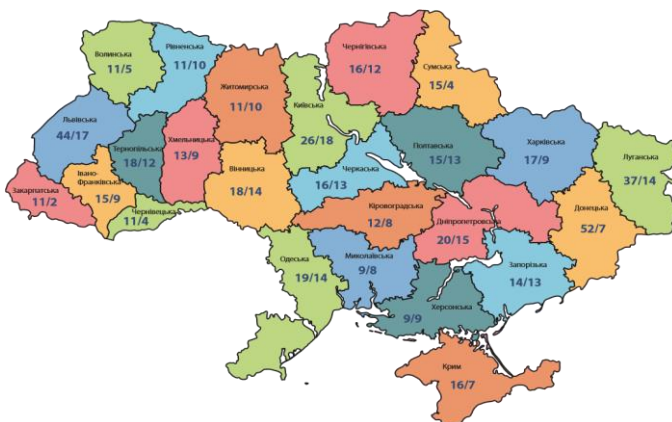 Волинська
11/5
Рівненська
11/10
Житомирська
11/10
Київська
26/18
Чернігівська
16/12
Сумська
15/4
Львівська
44/17
Тернопільська
18/12
Хмельницька
13/9
Вінницька
18/14
Черкаська
16/13
Полтавська
15/13
Харківська
17/9
Луганська
37/14
Закарпатська
11/2
Івано-
Франківська
15/9
Чернівецька
11/4
Кіровоградська
12/8
Дніпропетровська
20/15
Донецька
52/7
Одеська
19/14
Миколаївська
9/8
Херсонська
9/9
Запорізька
14/13
Крим
16/7